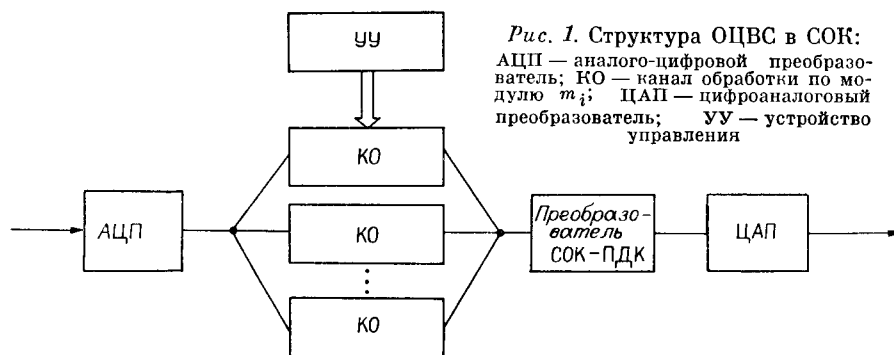 УУ
Рис. 1. Структура ОЦВС в СОК:
АЦП — аналого-цифровой преобразо-
ватель; КО — канал обработки по мо-
дулю m_i; ЦАП — цифроаналоговый
преобразователь; УУ — устройство
управления
КО
АЦП
КО
Преобразо-
ватель
СОК-ПДК
ЦАП
КО